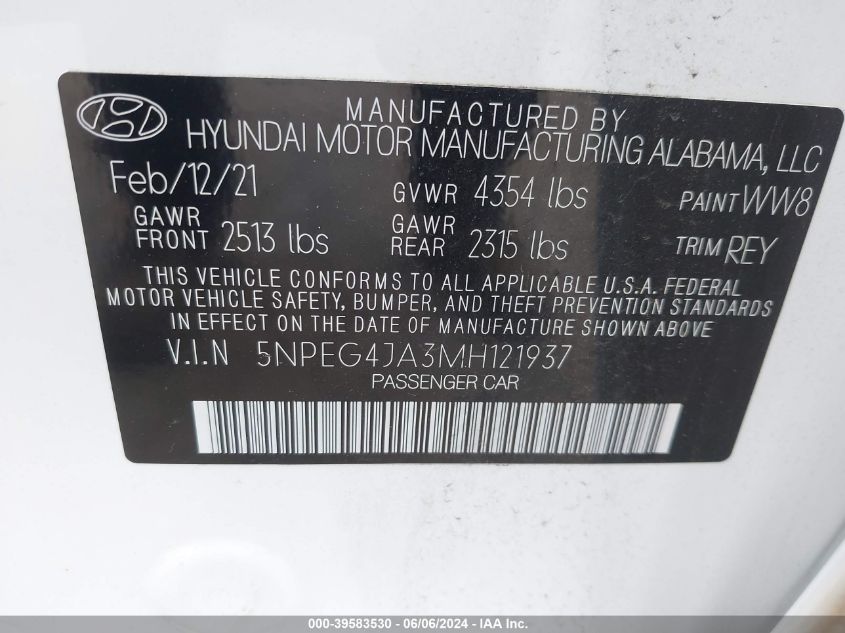 MANUFACTURED BY
HYUNDAI MOTOR MANUFACTURING ALABAMA, LLC
Feb/12/21 GVWR 4354 lbs PAINT WW8
GAWR FRONT 2513 lbs GAWR REAR 2315 lbs TRIM REY
THIS VEHICLE CONFORMS TO ALL APPLICABLE U.S.A. FEDERAL
MOTOR VEHICLE SAFETY, BUMPER, AND THEFT PREVENTION STANDARDS
IN EFFECT ON THE DATE OF MANUFACTURE SHOWN ABOVE
V.I.N 5NPEG4JA3MH121937
PASSENGER CAR
000-39583530 - 06/06/2024 - IAA Inc.